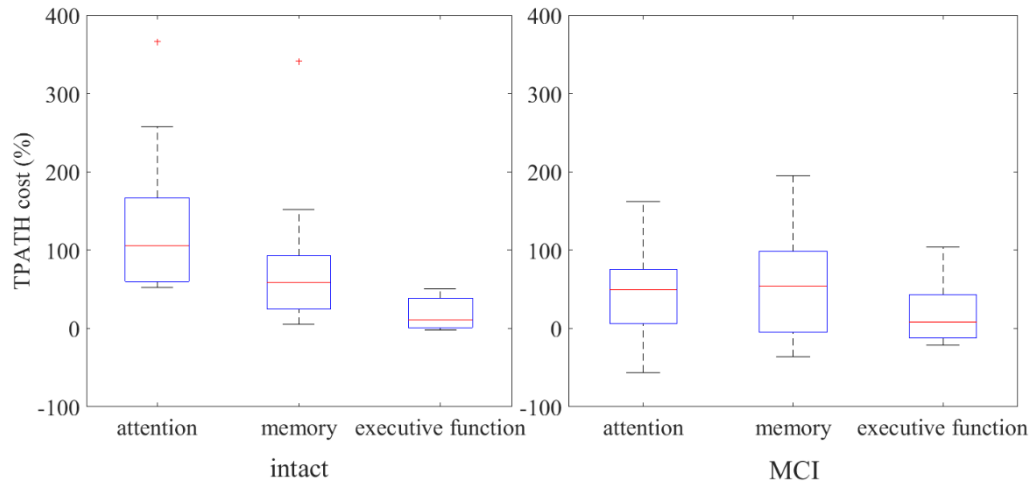 TPATH cost (%)
400
300
200
100
0
-100
attention memory executive function
intact
400
300
200
100
0
-100
attention memory executive function
MCI